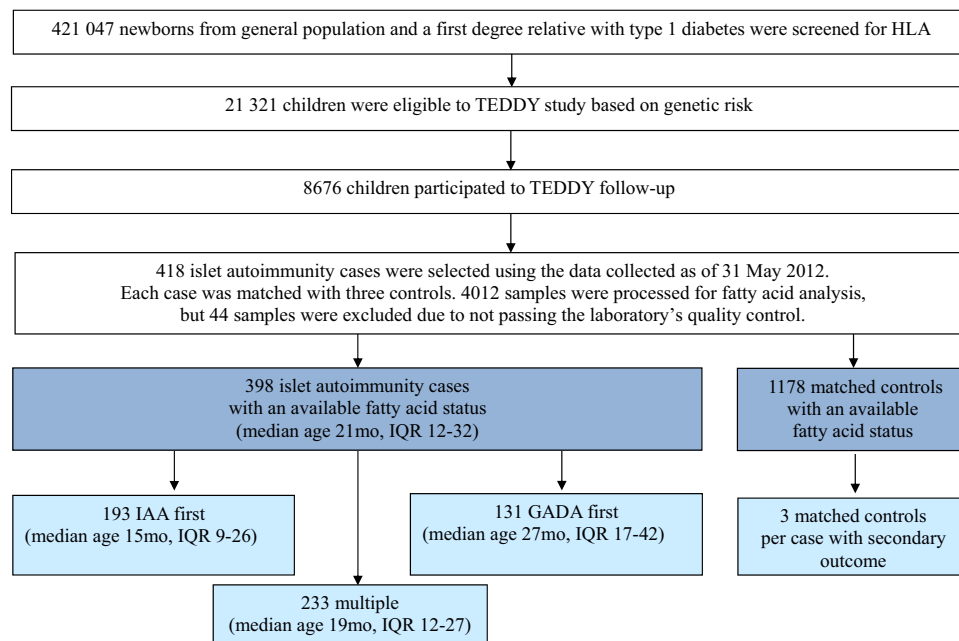 421 047 newborns from general population and a first degree relative with type 1 diabetes were screened for HLA
21 321 children were eligible to TEDDY study based on genetic risk
8676 children participated to TEDDY follow-up
418 islet autoimmunity cases were selected using the data collected as of 31 May 2012.
Each case was matched with three controls. 4012 samples were processed for fatty acid analysis,
but 44 samples were excluded due to not passing the laboratory's quality control.
398 islet autoimmunity cases
with an available fatty acid status
(median age 21mo, IQR 12-32)
1178 matched controls
with an available
fatty acid status
193 IAA first
(median age 15mo, IQR 9-26)
131 GADA first
(median age 27mo, IQR 17-42)
3 matched controls
per case with secondary
outcome
233 multiple
(median age 19mo, IQR 12-27)